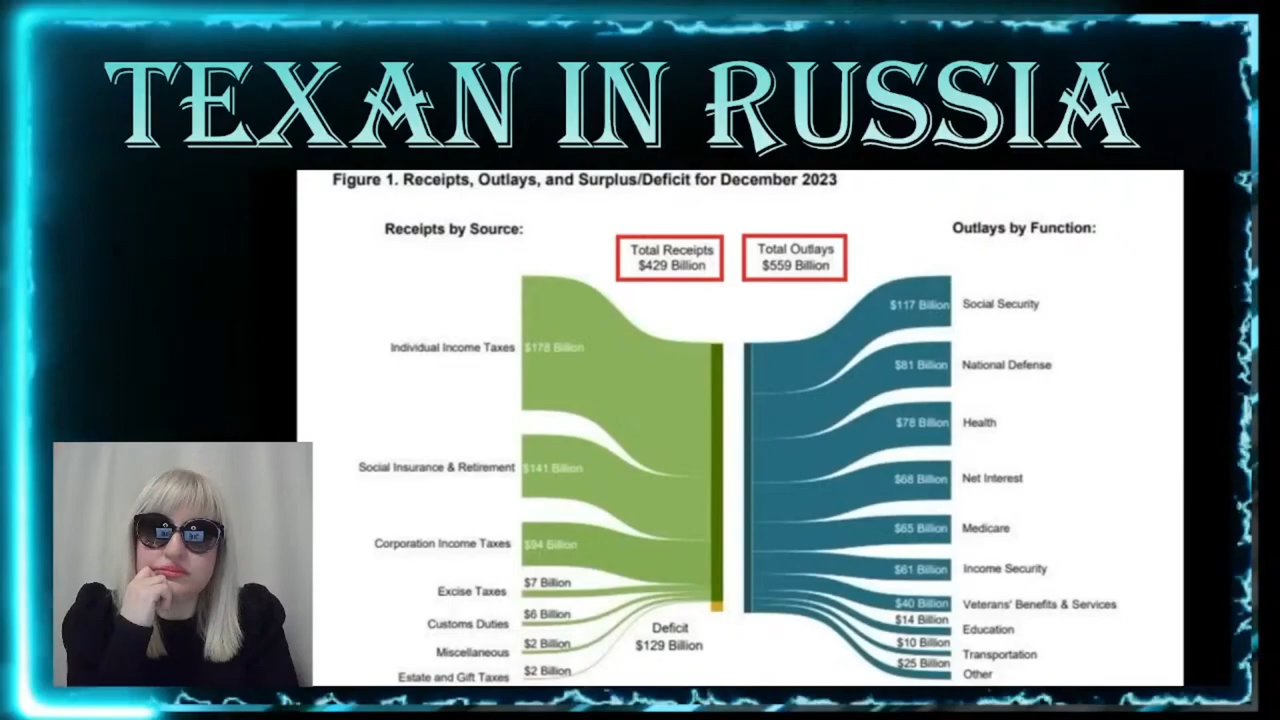 TEXAN IN RUSSIA
Figure 1. Receipts, Outlays, and Surplus/Deficit for December 2023
Receipts by Source:
Total Receipts
$429 Billion
Total Outlays
$559 Billion
Outlays by Function:
Individual Income Taxes $178 Billion
Social Insurance & Retirement $141 Billion
Corporation Income Taxes $94 Billion
Excise Taxes $7 Billion
Customs Duties $6 Billion
Miscellaneous $2 Billion
Estate and Gift Taxes $2 Billion
Deficit
$129 Billion
$117 Billion Social Security
$81 Billion National Defense
$78 Billion Health
$68 Billion Net Interest
$65 Billion Medicare
$61 Billion Income Security
$40 Billion Veterans' Benefits & Services
$14 Billion Education
$10 Billion Transportation
$25 Billion Other